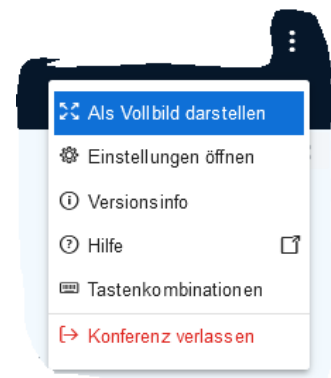 Als Vollbild darstellen
Einstellungen öffnen
Versionsinfo
Hilfe
Tastenkombinationen
Konferenz verlassen